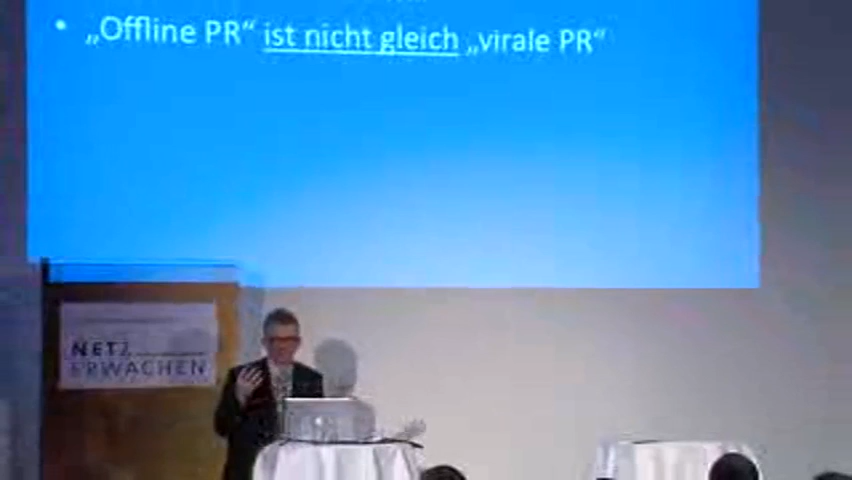 • „Offline PR“ ist nicht gleich „virale PR“
NETZ
ERWACHEN